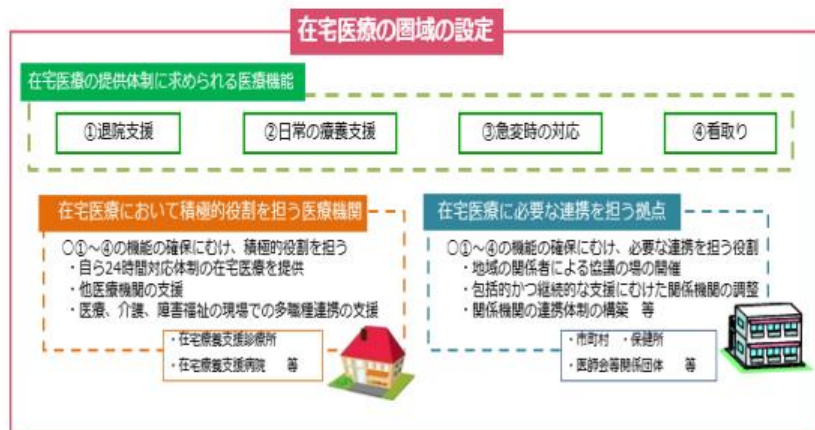 在宅医療の圏域の設定
在宅医療の提供体制に求められる医療機能
①退院支援
②日常の療養支援
③急変時の対応
④看取り
在宅医療において積極的役割を担う医療機関
○①～④の機能の確保にむけ、積極的役割を担う
・自ら24時間対応体制の在宅医療を提供
・他医療機関の支援
・医療、介護、障害福祉の現場での多職種連携の支援
・在宅療養支援診療所
・在宅療養支援病院　等
在宅医療に必要な連携を担う拠点
○①～④の機能の確保にむけ、必要な連携を担う役割
・地域の関係者による協議の場の開催
・包括的かつ継続的な支援にむけた関係機関の調整
・関係機関の連携体制の構築　等
・市町村　・保健所
・医師会等関係団体　等